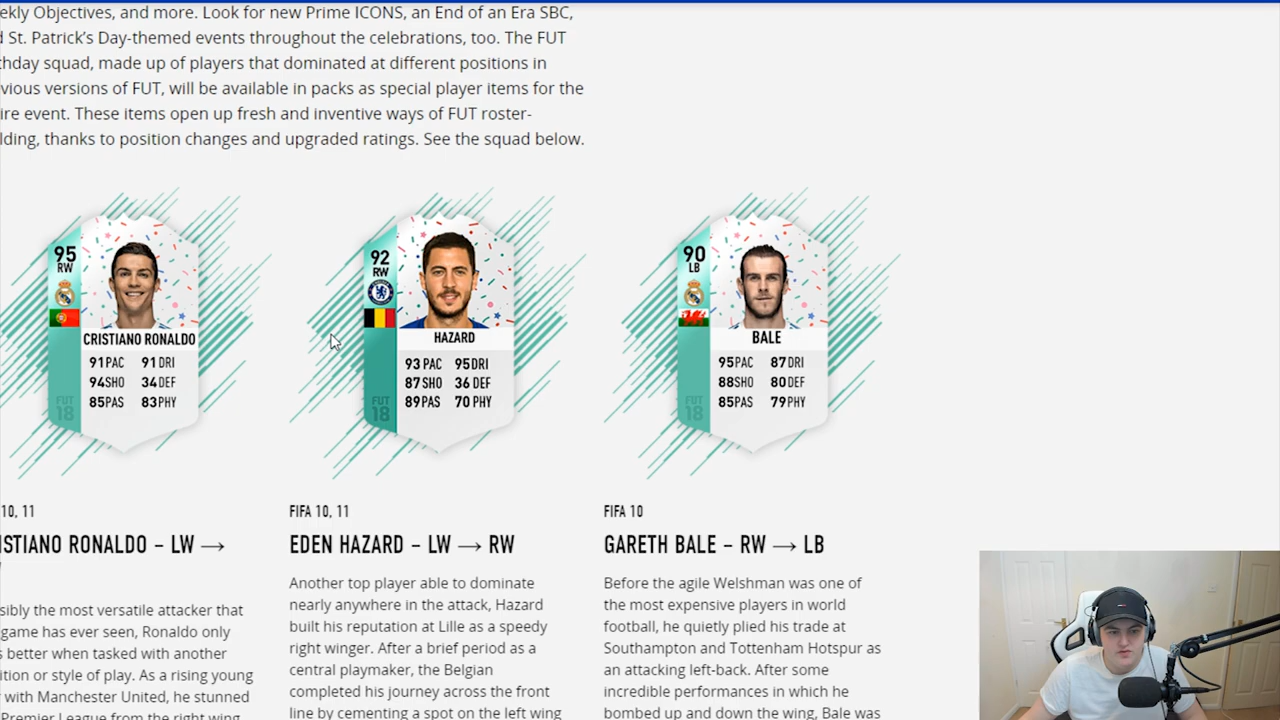 ekly Objectives, and more. Look for new Prime ICONS, an End of an Era SBC,
d St. Patrick's Day-themed events throughout the celebrations, too. The FUT
thday squad, made up of players that dominated at different positions in
vious versions of FUT, will be available in packs as special player items for the
ire event. These items open up fresh and inventive ways of FUT roster-
lding, thanks to position changes and upgraded ratings. See the squad below.
95
RW
CRISTIANO RONALDO
91 PAC 91 DRI
94 SHO 34 DEF
85 PAS 83 PHY
FUT
18
92
RW
HAZARD
93 PAC 95 DRI
87 SHO 36 DEF
89 PAS 70 PHY
FUT
18
90
LB
BALE
95 PAC 87 DRI
88 SHO 80 DEF
85 PAS 79 PHY
FUT
18
10, 11
ISTIANO RONALDO – LW →
sibly the most versatile attacker that
game has ever seen, Ronaldo only
s better when tasked with another
ition or style of play. As a rising young
with Manchester United, he stunned
Premier League from the right wing
FIFA 10, 11
EDEN HAZARD – LW → RW
Another top player able to dominate
nearly anywhere in the attack, Hazard
built his reputation at Lille as a speedy
right winger. After a brief period as a
central playmaker, the Belgian
completed his journey across the front
line by cementing a spot on the left wing
FIFA 10
GARETH BALE – RW → LB
Before the agile Welshman was one of
the most expensive players in world
football, he quietly plied his trade at
Southampton and Tottenham Hotspur as
an attacking left-back. After some
incredible performances in which he
bombed up and down the wing, Bale was